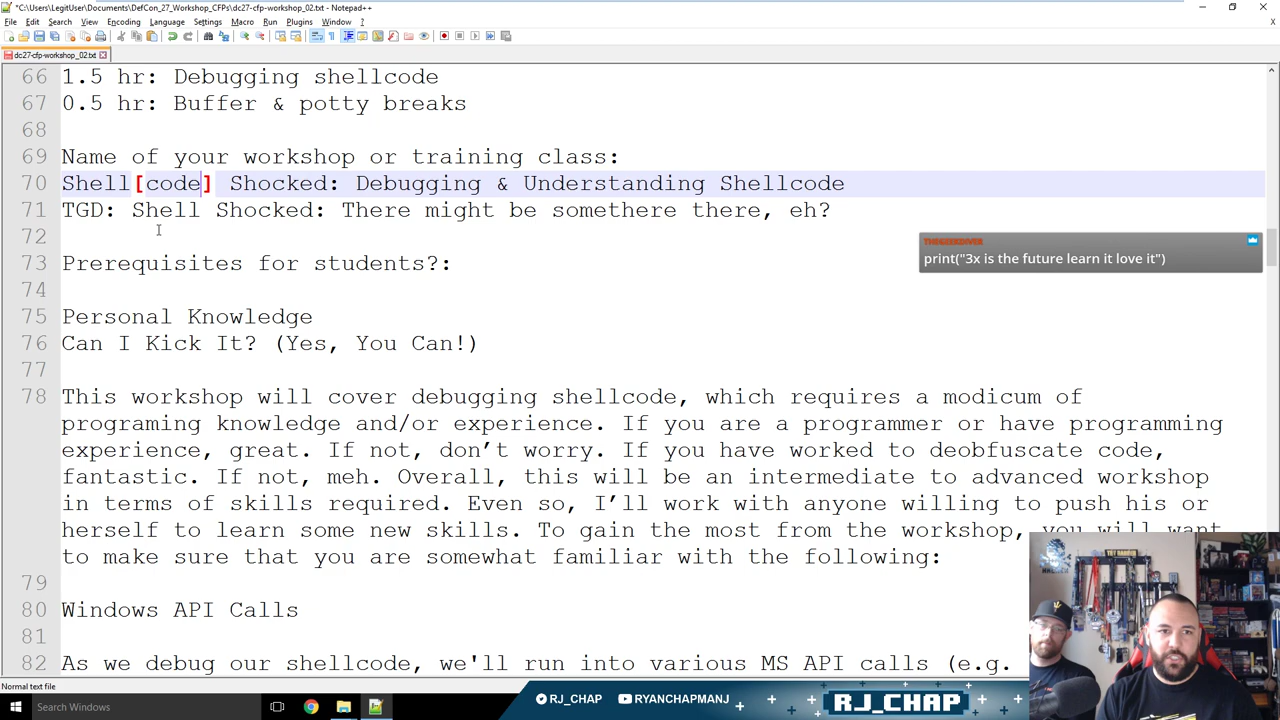 *C:\Users\LegitUser\Documents\DefCon_27_Workshop_CFPs\dc27-cfp-workshop_02.txt - Notepad++
File Edit Search View Encoding Language Settings Tools Macro Run Plugins Window ?
dc27-cfp-workshop_02.txt
66 1.5 hr: Debugging shellcode
67 0.5 hr: Buffer & potty breaks
68
69 Name of your workshop or training class:
70 Shell[code] Shocked: Debugging & Understanding Shellcode
71 TGD: Shell Shocked: There might be somethere there, eh?
72
THEGEEKDIVER
print("3x is the future learn it love it")
73 Prerequisites for students?:
74
75 Personal Knowledge
76 Can I Kick It? (Yes, You Can!)
77
78 This workshop will cover debugging shellcode, which requires a modicum of
programing knowledge and/or experience. If you are a programmer or have programming
experience, great. If not, don’t worry. If you have worked to deobfuscate code,
fantastic. If not, meh. Overall, this will be an intermediate to advanced workshop
in terms of skills required. Even so, I’ll work with anyone willing to push his or
herself to learn some new skills. To gain the most from the workshop, you will want
to make sure that you are somewhat familiar with the following:
79
80 Windows API Calls
81
82 As we debug our shellcode, we'll run into various MS API calls (e.g.
Normal text file
Search Windows
RJ_CHAP
RYANCHAPMANJ
RJ_CHAP